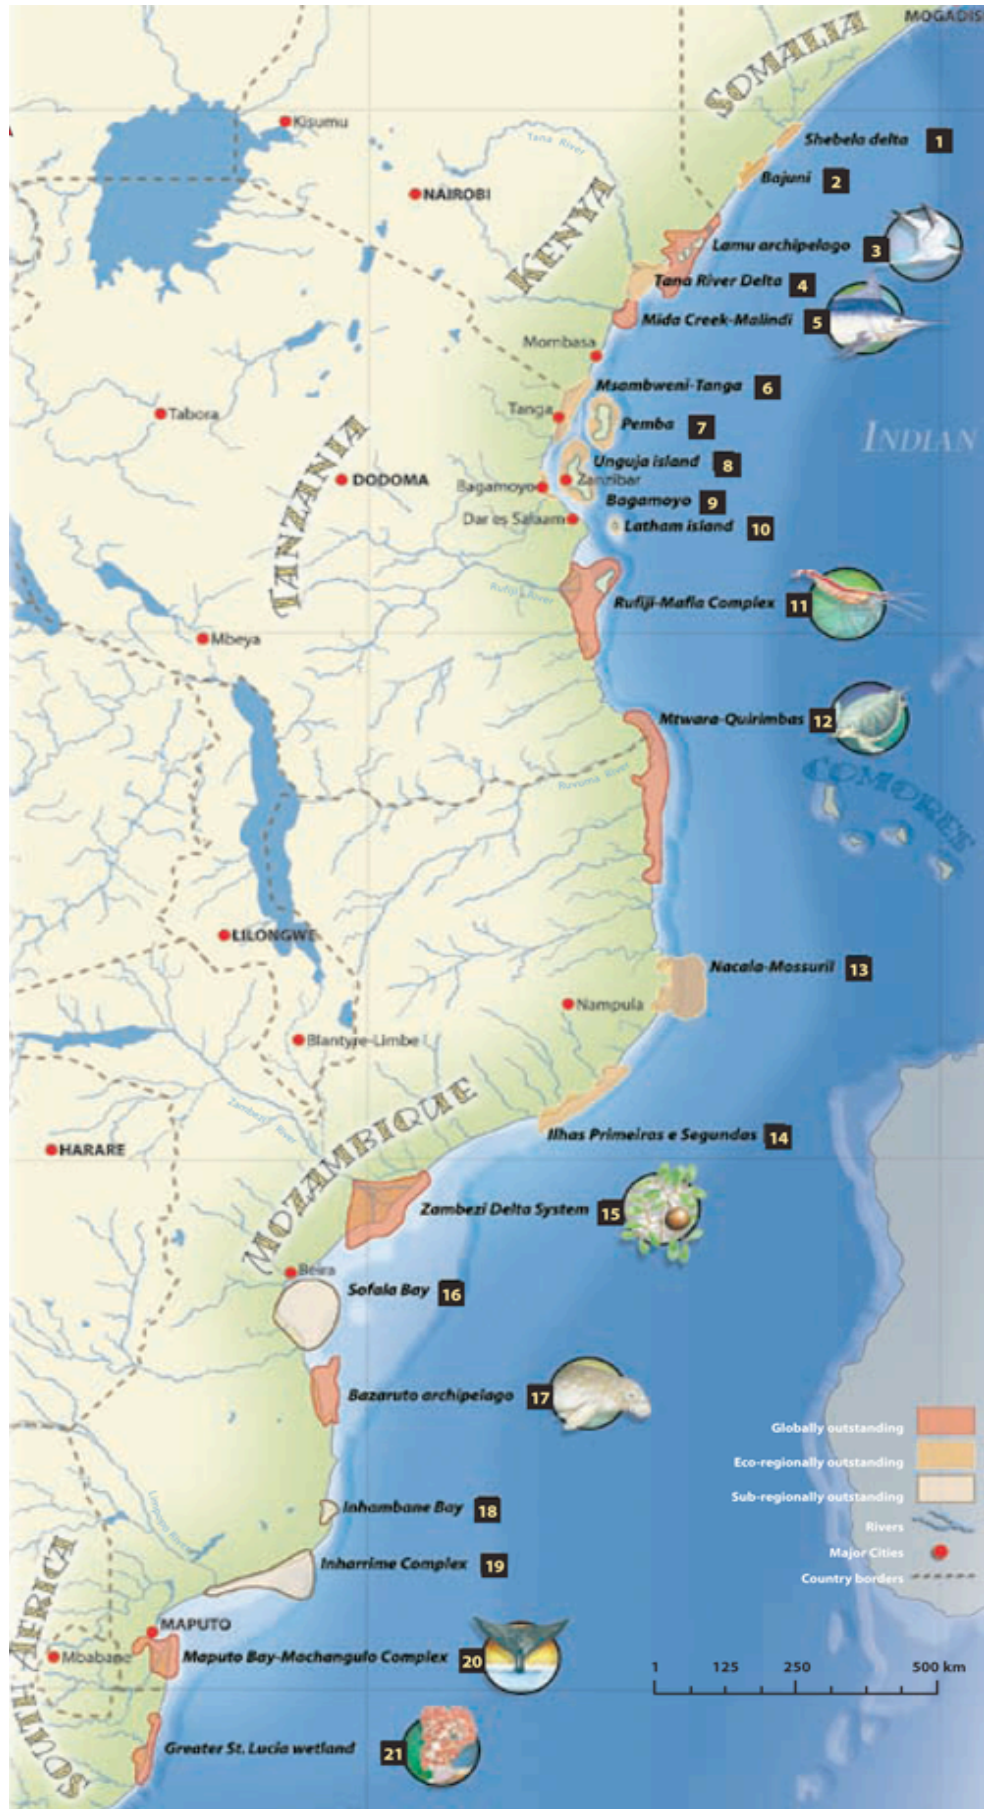 MOGADIS
SOMALIA
Kisumu
Tana River
Shebela delta 1
Bajuni 2
NAIROBI
KENYA
Lamu archipelago 3
Tana River Delta 4
Mida Creek-Malindi 5
Mombasa
Msambweni-Tanga 6
Tanga
Tabora
Pemba 7
INDIAN
TANZANIA
Unguja island 8
DODOMA
Zanzibar
Bagamoyo
Bagamoyo 9
Dar es Salaam
Latham island 10
Rufiji River
Rufiji-Mafia Complex 11
Mbeya
Mtwara-Quirimbas 12
Ruvuma River
COMORES
LILONGWE
Nacala-Mossuril 13
Nampula
Blantyre-Limbe
MOZAMBIQUE
Zambezi River
Ilhas Primeiras e Segundas 14
HARARE
Zambezi Delta System 15
Beira
Sofala Bay 16
Bazaruto archipelago 17
Globally outstanding
Eco-regionally outstanding
Sub-regionally outstanding
Rivers
Major Cities
Country borders
Limpopo River
Inhambane Bay 18
Inharrime Complex 19
SOUTH AFRICA
MAPUTO
Mbabane
Maputo Bay-Machangulo Complex 20
1 125 250 500 km
Greater St. Lucia wetland 21